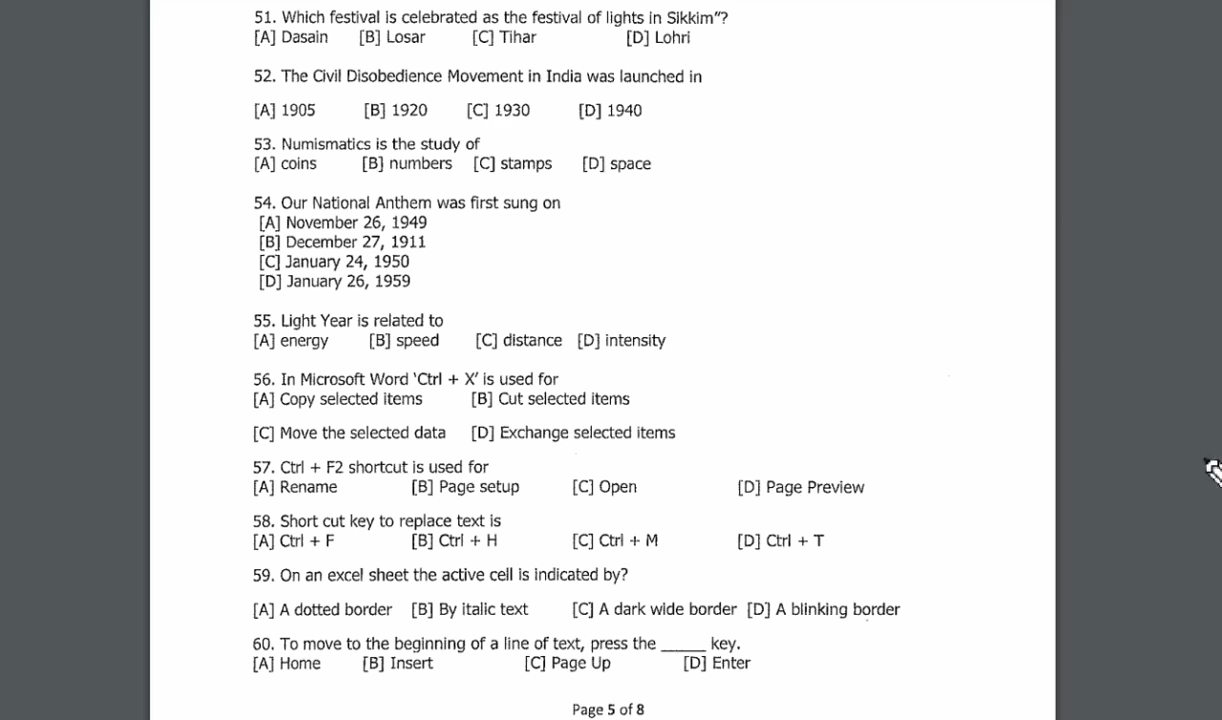 51. Which festival is celebrated as the festival of lights in Sikkim"?
[A] Dasain [B] Losar [C] Tihar [D] Lohri
52. The Civil Disobedience Movement in India was launched in
[A] 1905 [B] 1920 [C] 1930 [D] 1940
53. Numismatics is the study of
[A] coins [B] numbers [C] stamps [D] space
54. Our National Anthem was first sung on
[A] November 26, 1949
[B] December 27, 1911
[C] January 24, 1950
[D] January 26, 1959
55. Light Year is related to
[A] energy [B] speed [C] distance [D] intensity
56. In Microsoft Word 'Ctrl + X' is used for
[A] Copy selected items [B] Cut selected items
[C] Move the selected data [D] Exchange selected items
57. Ctrl + F2 shortcut is used for
[A] Rename [B] Page setup [C] Open [D] Page Preview
58. Short cut key to replace text is
[A] Ctrl + F [B] Ctrl + H [C] Ctrl + M [D] Ctrl + T
59. On an excel sheet the active cell is indicated by?
[A] A dotted border [B] By italic text [C] A dark wide border [D] A blinking border
60. To move to the beginning of a line of text, press the _____ key.
[A] Home [B] Insert [C] Page Up [D] Enter
Page 5 of 8